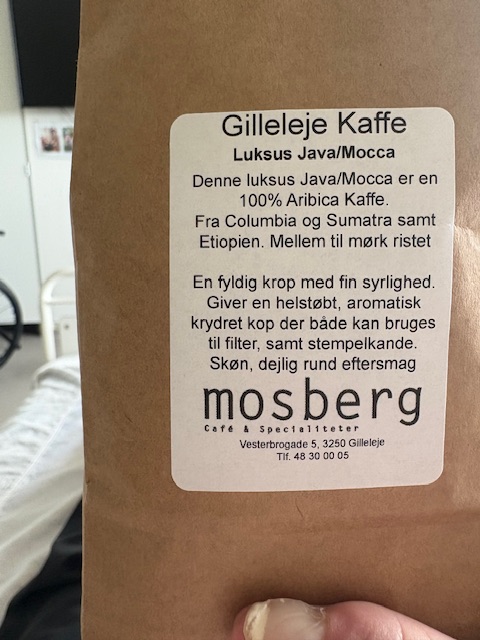 Gilleleje Kaffe
Luksus Java/Mocca
Denne luksus Java/Mocca er en
100% Aribica Kaffe.
Fra Columbia og Sumatra samt
Etiopien. Mellem til mørk ristet
En fyldig krop med fin syrlighed.
Giver en helstøbt, aromatisk
krydret kop der både kan bruges
til filter, samt stempelkande.
Skøn, dejlig rund eftersmag
mosberg
Café & Specialiteter
Vesterbrogade 5, 3250 Gilleleje
Tlf. 48 30 00 05